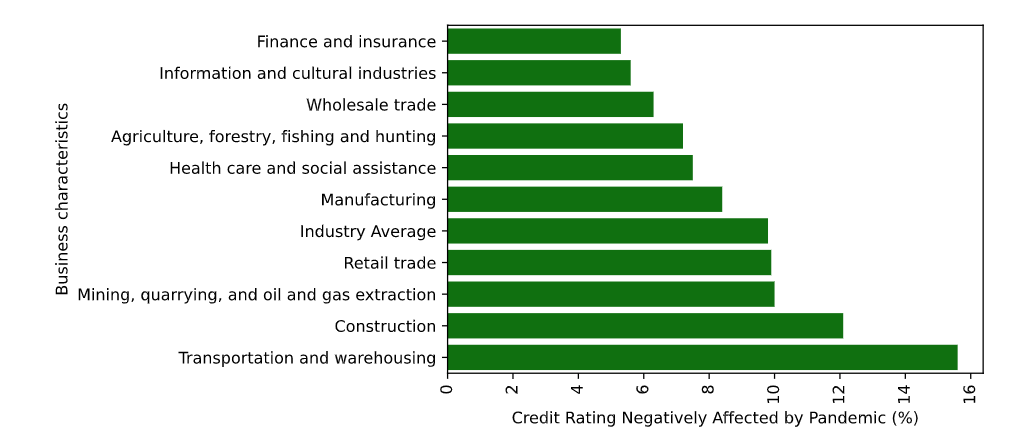 Finance and insurance
Information and cultural industries
Wholesale trade
Agriculture, forestry, fishing and hunting
Health care and social assistance
Manufacturing
Industry Average
Retail trade
Mining, quarrying, and oil and gas extraction
Construction
Transportation and warehousing
Business characteristics
0 2 4 6 8 10 12 14 16
Credit Rating Negatively Affected by Pandemic (%)